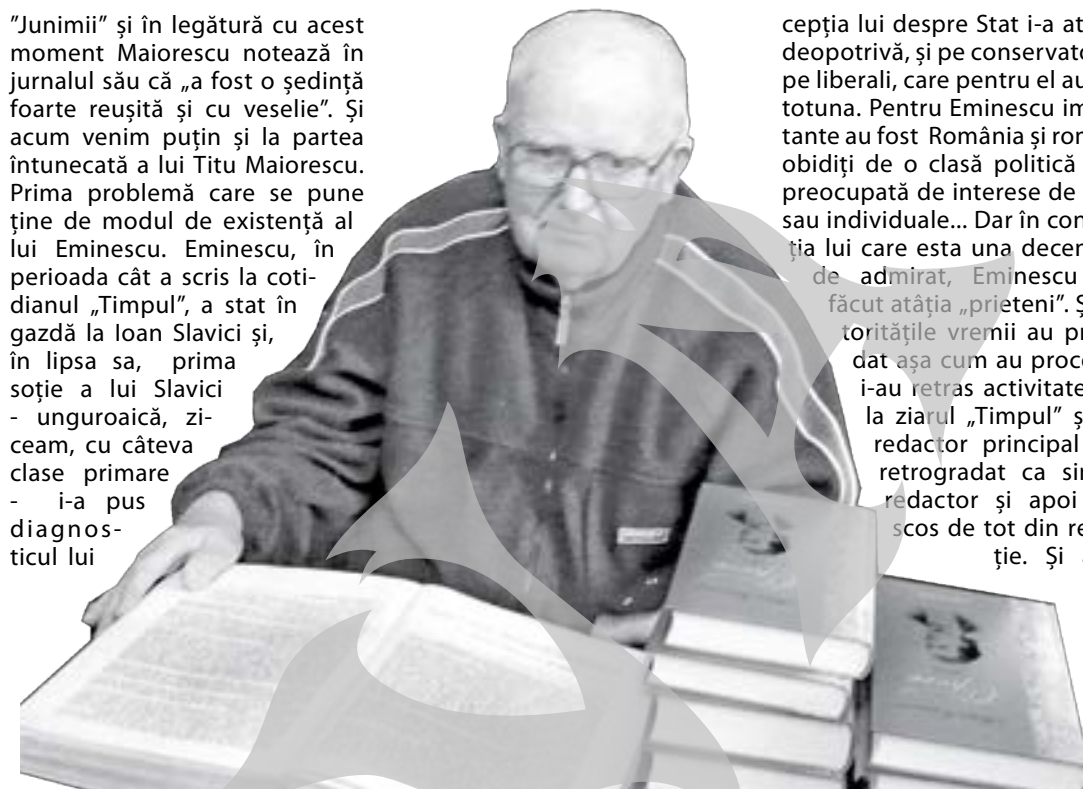 "Junimii" și în legătură cu acest
moment Maiorescu notează în
jurnalul său că „a fost o ședință
foarte reușită și cu veselie”. Și
acum venim puțin și la partea
întunecată a lui Titu Maiorescu.
Prima problemă care se pune
ține de modul de existență al
lui Eminescu. Eminescu, în
perioada cât a scris la coti-
dianul „Timpul”, a stat în
gazdă la Ioan Slavici și,
în lipsa sa, prima
soție a lui Slavici
- unguroaică, zi-
ceam, cu câteva
clase primare
- i-a pus
diagnos-
ticul lui
cepția lui despre Stat i-a at
deopotrivă, și pe conservato
pe liberali, care pentru el au
totuna. Pentru Eminescu im
tante au fost România și rom
obidiți de o clasă politică
preocupată de interese de
sau individuale... Dar în con
ția lui care esta una decen
de admirat, Eminescu
făcut atâția „prieteni”. Ș
toritățile vremii au pr
dat așa cum au proce
i-au retras activitate
la ziarul „Timpul” ș
redactor principal
retrogradat ca sin
redactor și apoi
scos de tot din re
ție. Și a